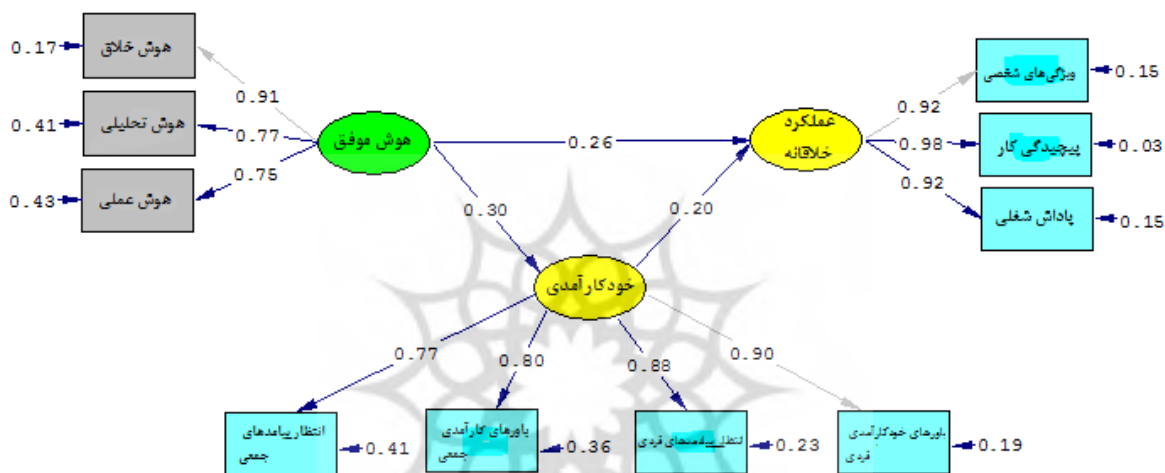 0.17
هوش خلاق
0.91
0.41
هوش تحلیلی
0.77
0.43
هوش عملی
0.75
هوش موفق
0.26
عملکرد
خلاقانه
0.92
ویژگی‌های شخصی
0.15
0.98
پیچیدگی کار
0.03
0.92
پاداش شغلی
0.15
0.30
0.20
خودکارآمدی
0.77
0.80
0.88
0.90
انتظار پیامدهای
جمعی
0.41
باورهای کارآمدی
جمعی
0.36
انتظار پیامدهای فردی
0.23
باورهای خودکارآمدی
فردی
0.19